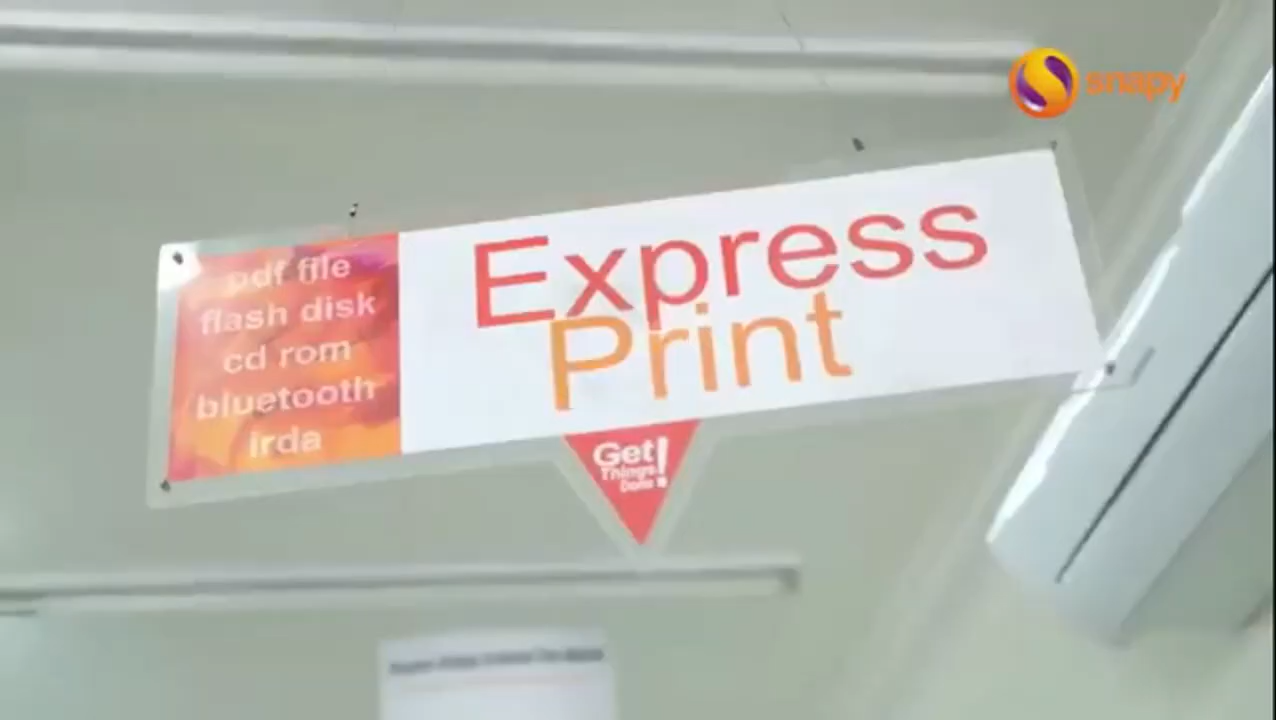 snapy
pdf file
flash disk
cd rom
bluetooth
irda
Express
Print
Get
Things
Done!